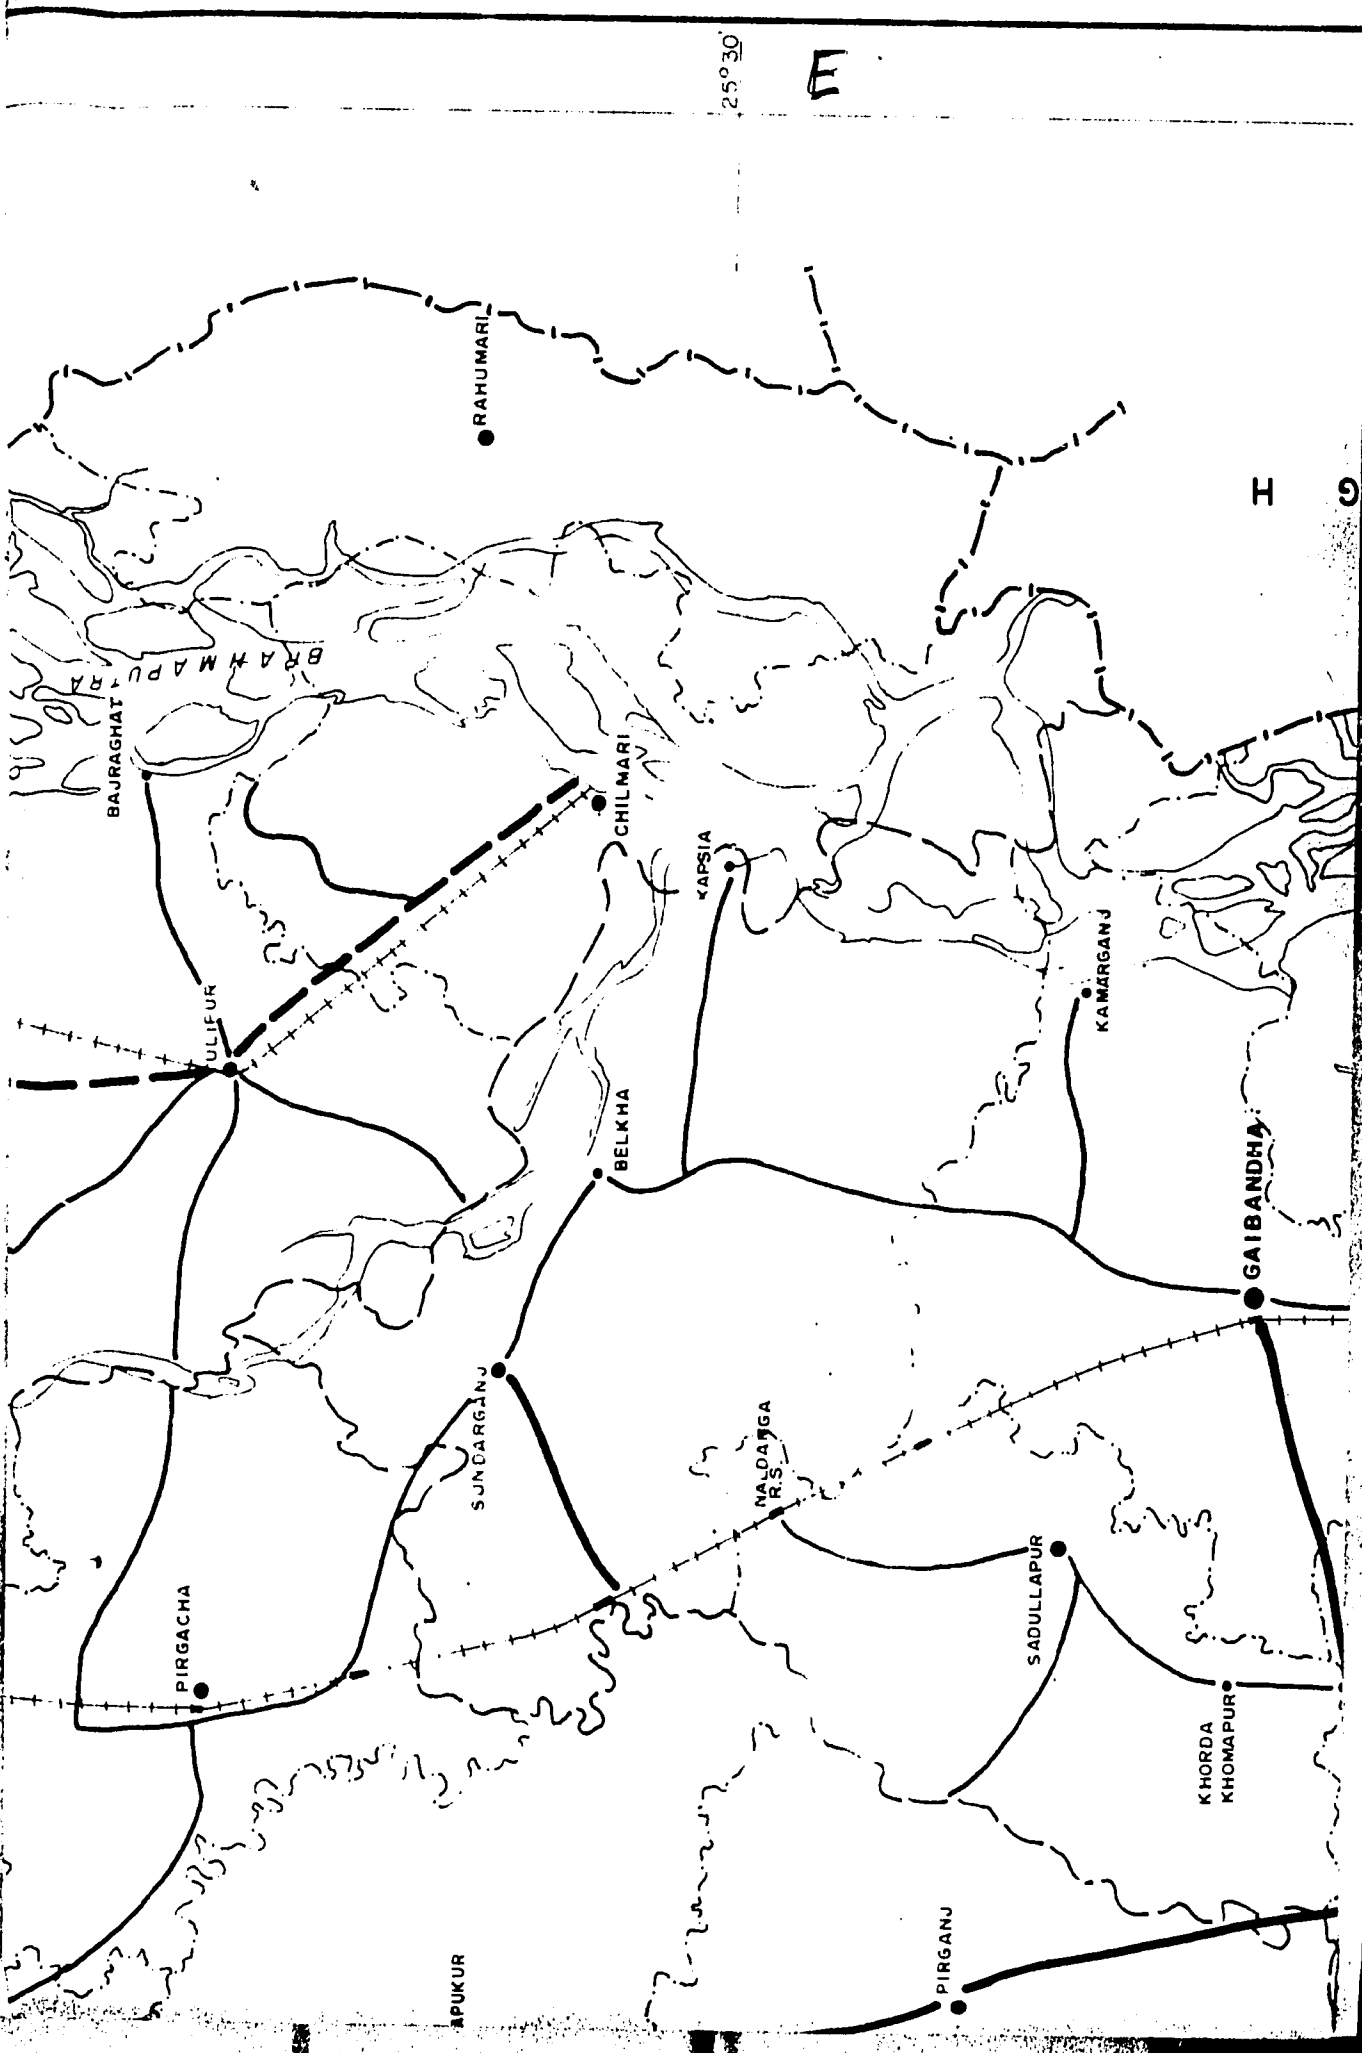 25°30'
E
RAHUMARI
H G
BRAHMAPUTRA
BAJRAGHAT
CHILMARI
KAPSIA
ULIPUR
KAMARGANJ
BELKHA
GAIBANDHA
SUNDARGANJ
NALDANGA
R.S.
PIRGACHA
SADULLAPUR
KHORDA
KHOMAPUR
PIRGANJ
APUKUR